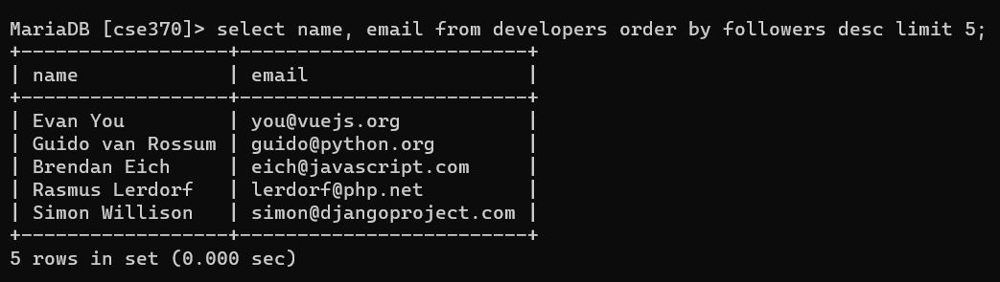 MariaDB [cse370]> select name, email from developers order by followers desc limit 5;
+------------------+-------------------------+
| name             | email                   |
+------------------+-------------------------+
| Evan You         | you@vuejs.org           |
| Guido van Rossum | guido@python.org        |
| Brendan Eich     | eich@javascript.com     |
| Rasmus Lerdorf   | lerdorf@php.net         |
| Simon Willison   | simon@djangoproject.com |
+------------------+-------------------------+
5 rows in set (0.000 sec)